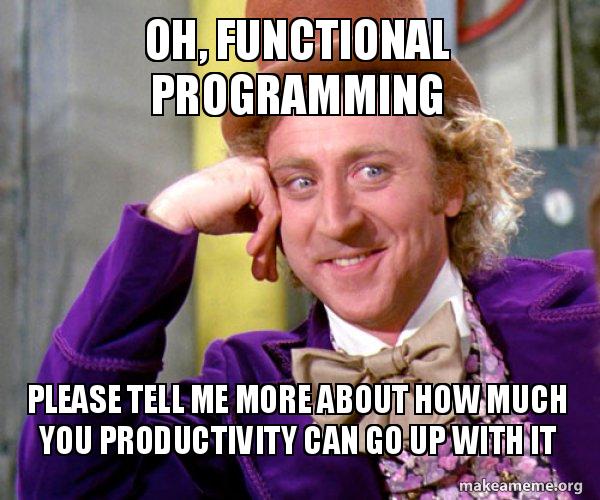 OH, FUNCTIONAL
PROGRAMMING
PLEASE TELL ME MORE ABOUT HOW MUCH
YOU PRODUCTIVITY CAN GO UP WITH IT
makeameme.org